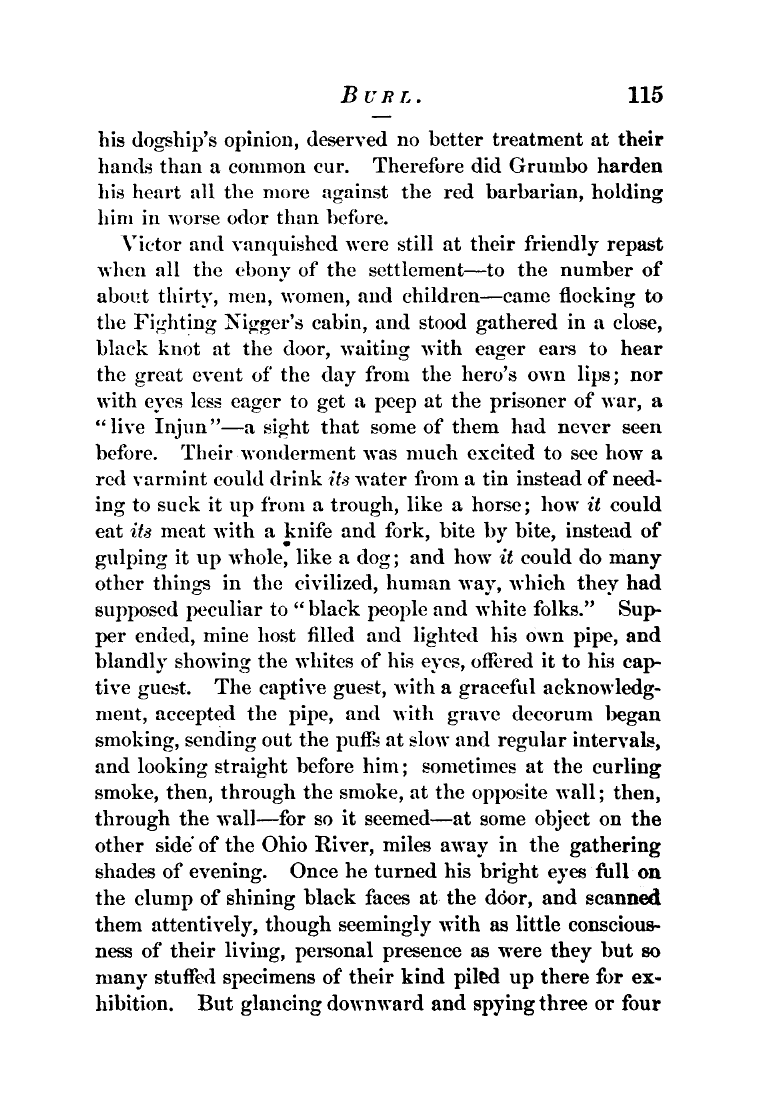 BURL. 115
his dogship's opinion, deserved no better treatment at their
hands than a common cur. Therefore did Grumbo harden
his heart all the more against the red barbarian, holding
him in worse odor than before.
Victor and vanquished were still at their friendly repast
when all the ebony of the settlement—to the number of
about thirty, men, women, and children—came flocking to
the Fighting Nigger's cabin, and stood gathered in a close,
black knot at the door, waiting with eager ears to hear
the great event of the day from the hero's own lips; nor
with eyes less eager to get a peep at the prisoner of war, a
"live Injun"—a sight that some of them had never seen
before. Their wonderment was much excited to see how a
red varmint could drink its water from a tin instead of need-
ing to suck it up from a trough, like a horse; how it could
eat its meat with a knife and fork, bite by bite, instead of
gulping it up whole, like a dog; and how it could do many
other things in the civilized, human way, which they had
supposed peculiar to "black people and white folks." Sup-
per ended, mine host filled and lighted his own pipe, and
blandly showing the whites of his eyes, offered it to his cap-
tive guest. The captive guest, with a graceful acknowledg-
ment, accepted the pipe, and with grave decorum began
smoking, sending out the puffs at slow and regular intervals,
and looking straight before him; sometimes at the curling
smoke, then, through the smoke, at the opposite wall; then,
through the wall—for so it seemed—at some object on the
other side of the Ohio River, miles away in the gathering
shades of evening. Once he turned his bright eyes full on
the clump of shining black faces at the door, and scanned
them attentively, though seemingly with as little conscious-
ness of their living, personal presence as were they but so
many stuffed specimens of their kind piled up there for ex-
hibition. But glancing downward and spying three or four